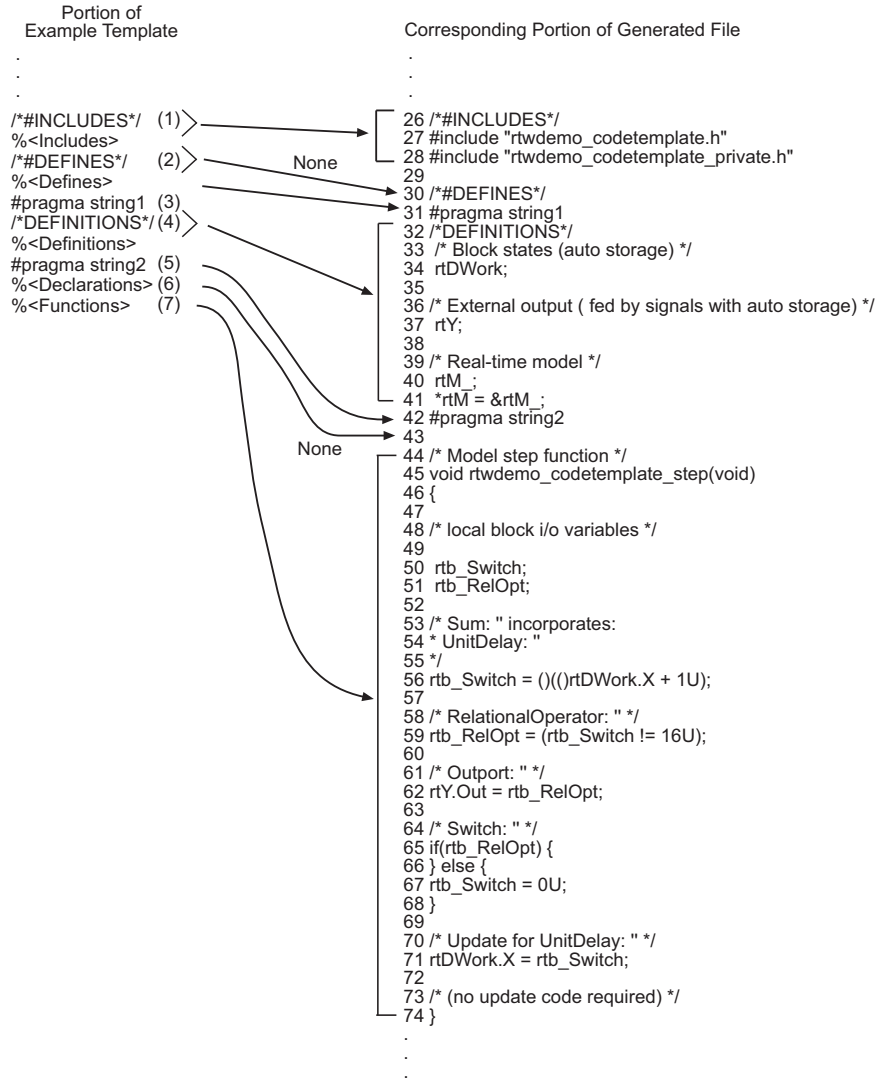 Portion of
Example Template
.
.
.
/*#INCLUDES*/ (1)
%<Includes>
/*#DEFINES*/ (2)
%<Defines>
#pragma string1 (3)
/*DEFINITIONS*/ (4)
%<Definitions>
#pragma string2 (5)
%<Declarations> (6)
%<Functions> (7)
None
None
Corresponding Portion of Generated File
.
.
.
26 /*#INCLUDES*/
27 #include "rtwdemo_codetemplate.h"
28 #include "rtwdemo_codetemplate_private.h"
29
30 /*#DEFINES*/
31 #pragma string1
32 /*DEFINITIONS*/
33 /* Block states (auto storage) */
34 rtDWork;
35
36 /* External output ( fed by signals with auto storage) */
37 rtY;
38
39 /* Real-time model */
40 rtM_;
41 *rtM = &rtM_;
42 #pragma string2
43
44 /* Model step function */
45 void rtwdemo_codetemplate_step(void)
46 {
47
48 /* local block i/o variables */
49
50 rtb_Switch;
51 rtb_RelOpt;
52
53 /* Sum: '' incorporates:
54 * UnitDelay: ''
55 */
56 rtb_Switch = ()(()rtDWork.X + 1U);
57
58 /* RelationalOperator: '' */
59 rtb_RelOpt = (rtb_Switch != 16U);
60
61 /* Outport: '' */
62 rtY.Out = rtb_RelOpt;
63
64 /* Switch: '' */
65 if(rtb_RelOpt) {
66 } else {
67 rtb_Switch = 0U;
68 }
69
70 /* Update for UnitDelay: '' */
71 rtDWork.X = rtb_Switch;
72
73 /* (no update code required) */
74 }
.
.
.